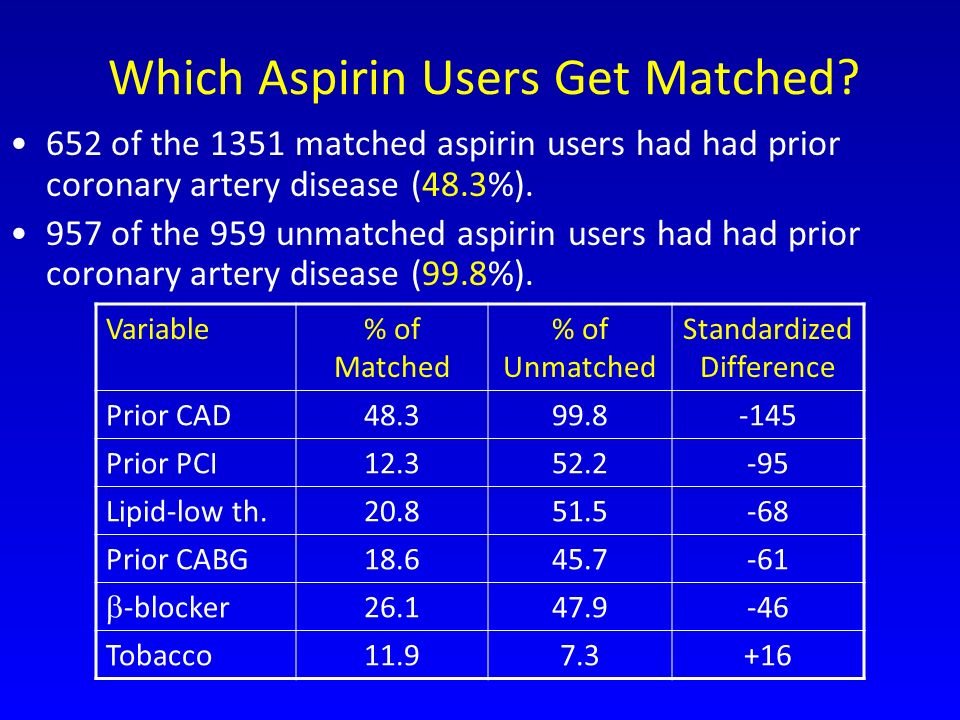 Which Aspirin Users Get Matched?
• 652 of the 1351 matched aspirin users had had prior
coronary artery disease (48.3%).
• 957 of the 959 unmatched aspirin users had had prior
coronary artery disease (99.8%).
Variable % of Matched % of Unmatched Standardized Difference
Prior CAD 48.3 99.8 -145
Prior PCI 12.3 52.2 -95
Lipid-low th. 20.8 51.5 -68
Prior CABG 18.6 45.7 -61
β-blocker 26.1 47.9 -46
Tobacco 11.9 7.3 +16